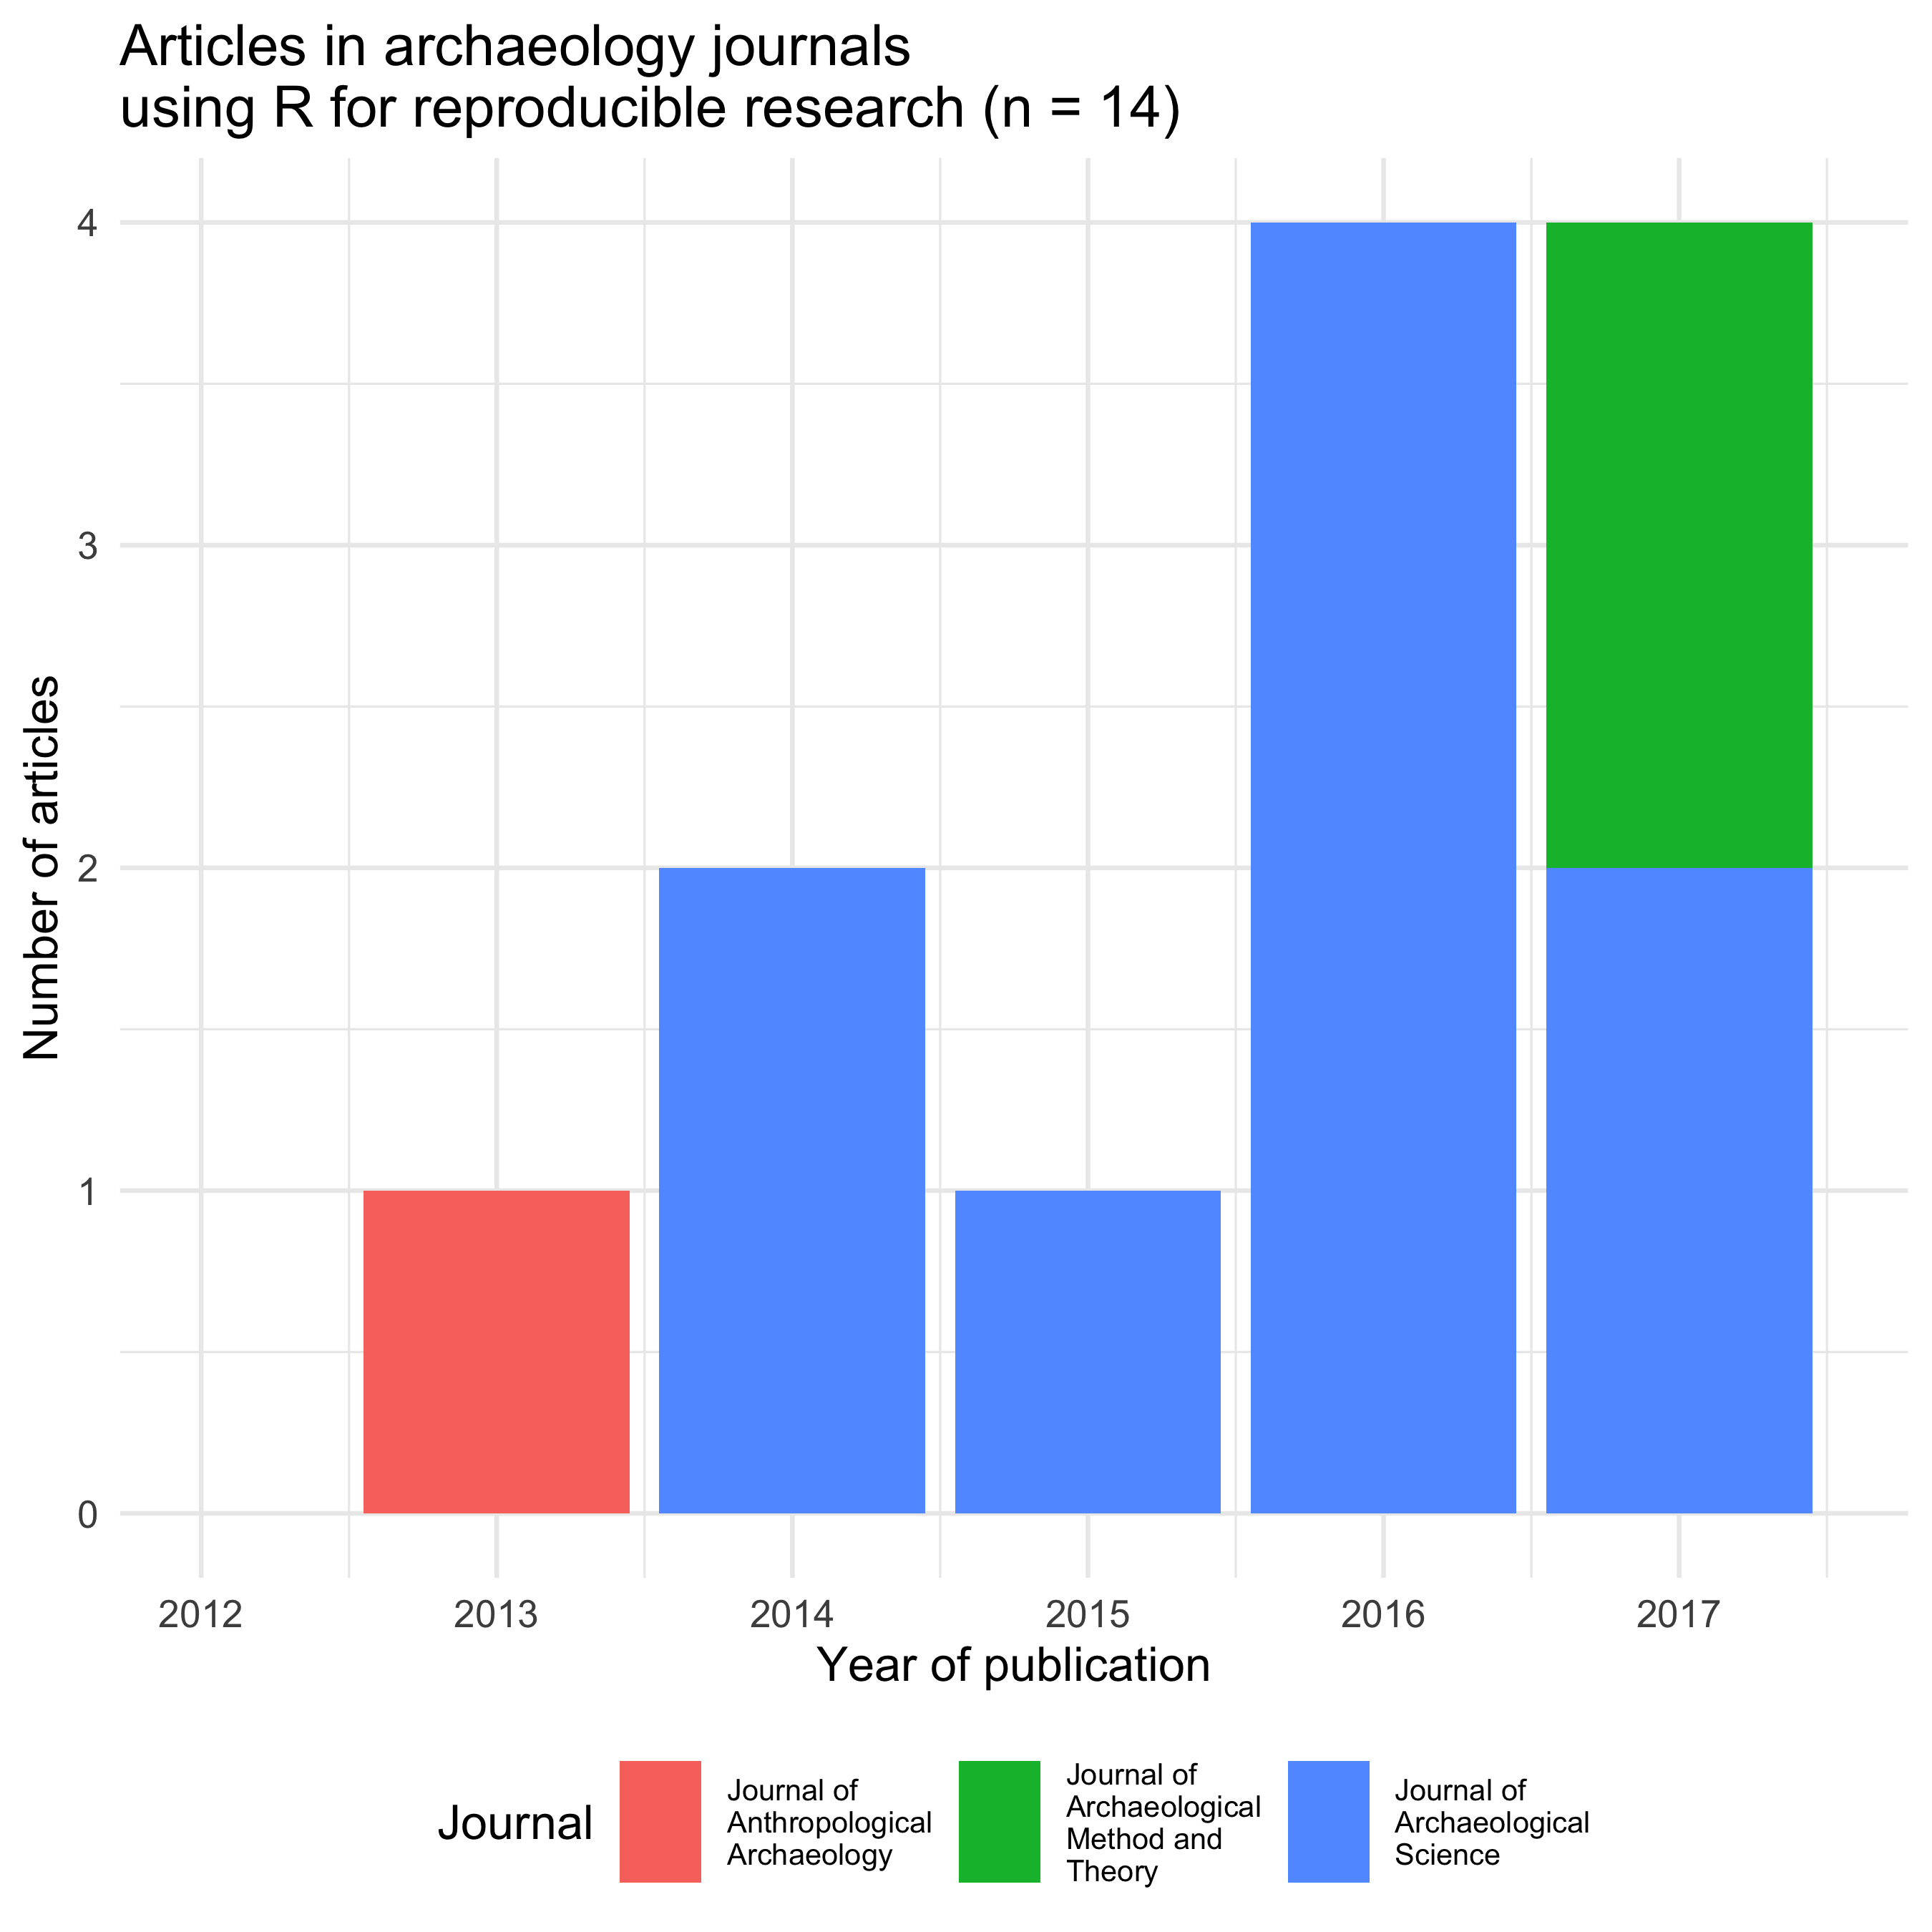 Articles in archaeology journals
using R for reproducible research (n = 14)
4
3
2
1
0
Number of articles
2012 2013 2014 2015 2016 2017
Year of publication
Journal
Journal of
Anthropological
Archaeology
Journal of
Archaeological
Method and
Theory
Journal of
Archaeological
Science